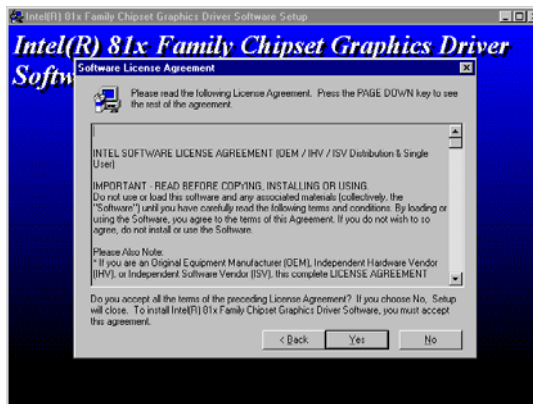 Intel(R) 81x Family Chipset Graphics Driver Software Setup
Intel(R) 81x Family Chipset Graphics Driver
Softw
Software License Agreement
Please read the following License Agreement. Press the PAGE DOWN key to see
the rest of the agreement.
INTEL SOFTWARE LICENSE AGREEMENT (OEM / IHV / ISV Distribution & Single
User)
IMPORTANT - READ BEFORE COPYING, INSTALLING OR USING.
Do not use or load this software and any associated materials (collectively, the
"Software") until you have carefully read the following terms and conditions. By loading or
using the Software, you agree to the terms of this Agreement. If you do not wish to so
agree, do not install or use the Software.
Please Also Note:
* If you are an Original Equipment Manufacturer (OEM), Independent Hardware Vendor
(IHV), or Independent Software Vendor (ISV), this complete LICENSE AGREEMENT
Do you accept all the terms of the preceding License Agreement? If you choose No, Setup
will close. To install Intel(R) 81x Family Chipset Graphics Driver Software, you must accept
this agreement.
< Back Yes No